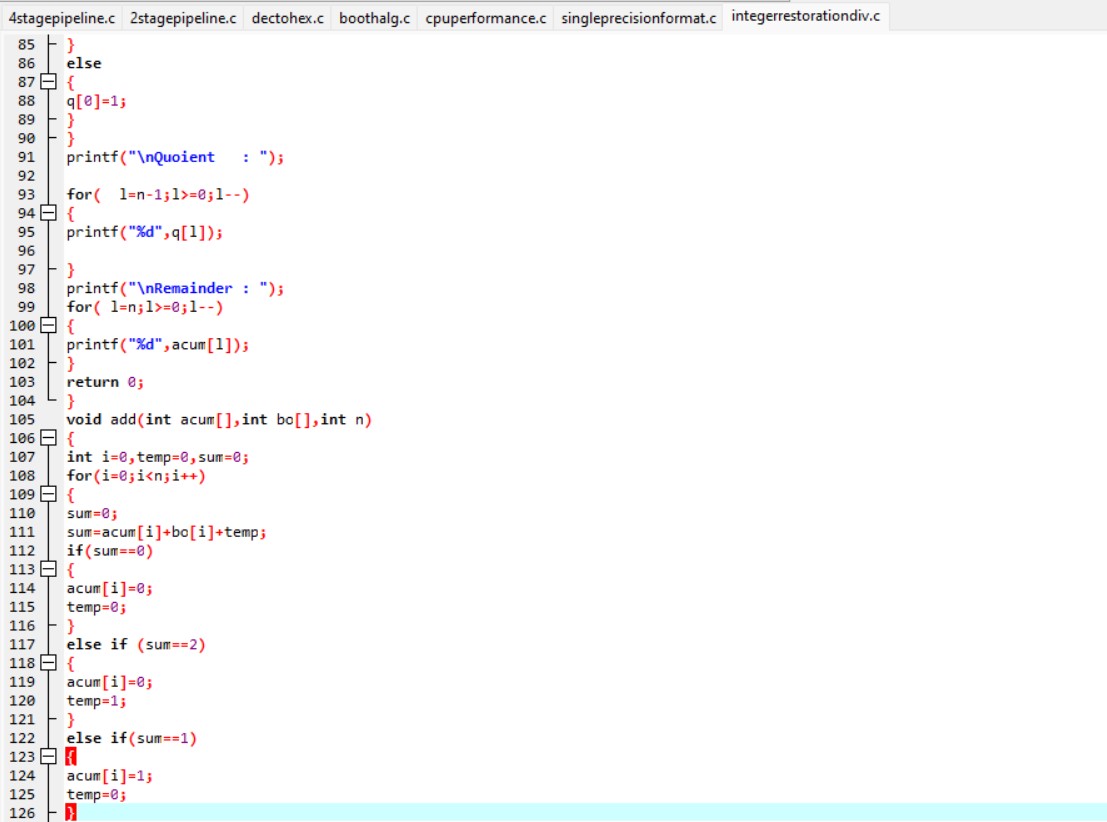 4stagepipeline.c 2stagepipeline.c dectohex.c boothalg.c cpuperformance.c singleprecisionformat.c integerrestorationdiv.c
85 }
86 else
87 {
88 q[0]=1;
89 }
90 }
91 printf("\nQuoient   : ");
92
93 for(  l=n-1;l>=0;l--)
94 {
95 printf("%d",q[l]);
96
97 }
98 printf("\nRemainder : ");
99 for( l=n;l>=0;l--)
100 {
101 printf("%d",acum[l]);
102 }
103 return 0;
104 }
105 void add(int acum[],int bo[],int n)
106 {
107 int i=0,temp=0,sum=0;
108 for(i=0;i<n;i++)
109 {
110 sum=0;
111 sum=acum[i]+bo[i]+temp;
112 if(sum==0)
113 {
114 acum[i]=0;
115 temp=0;
116 }
117 else if (sum==2)
118 {
119 acum[i]=0;
120 temp=1;
121 }
122 else if(sum==1)
123 {
124 acum[i]=1;
125 temp=0;
126 }